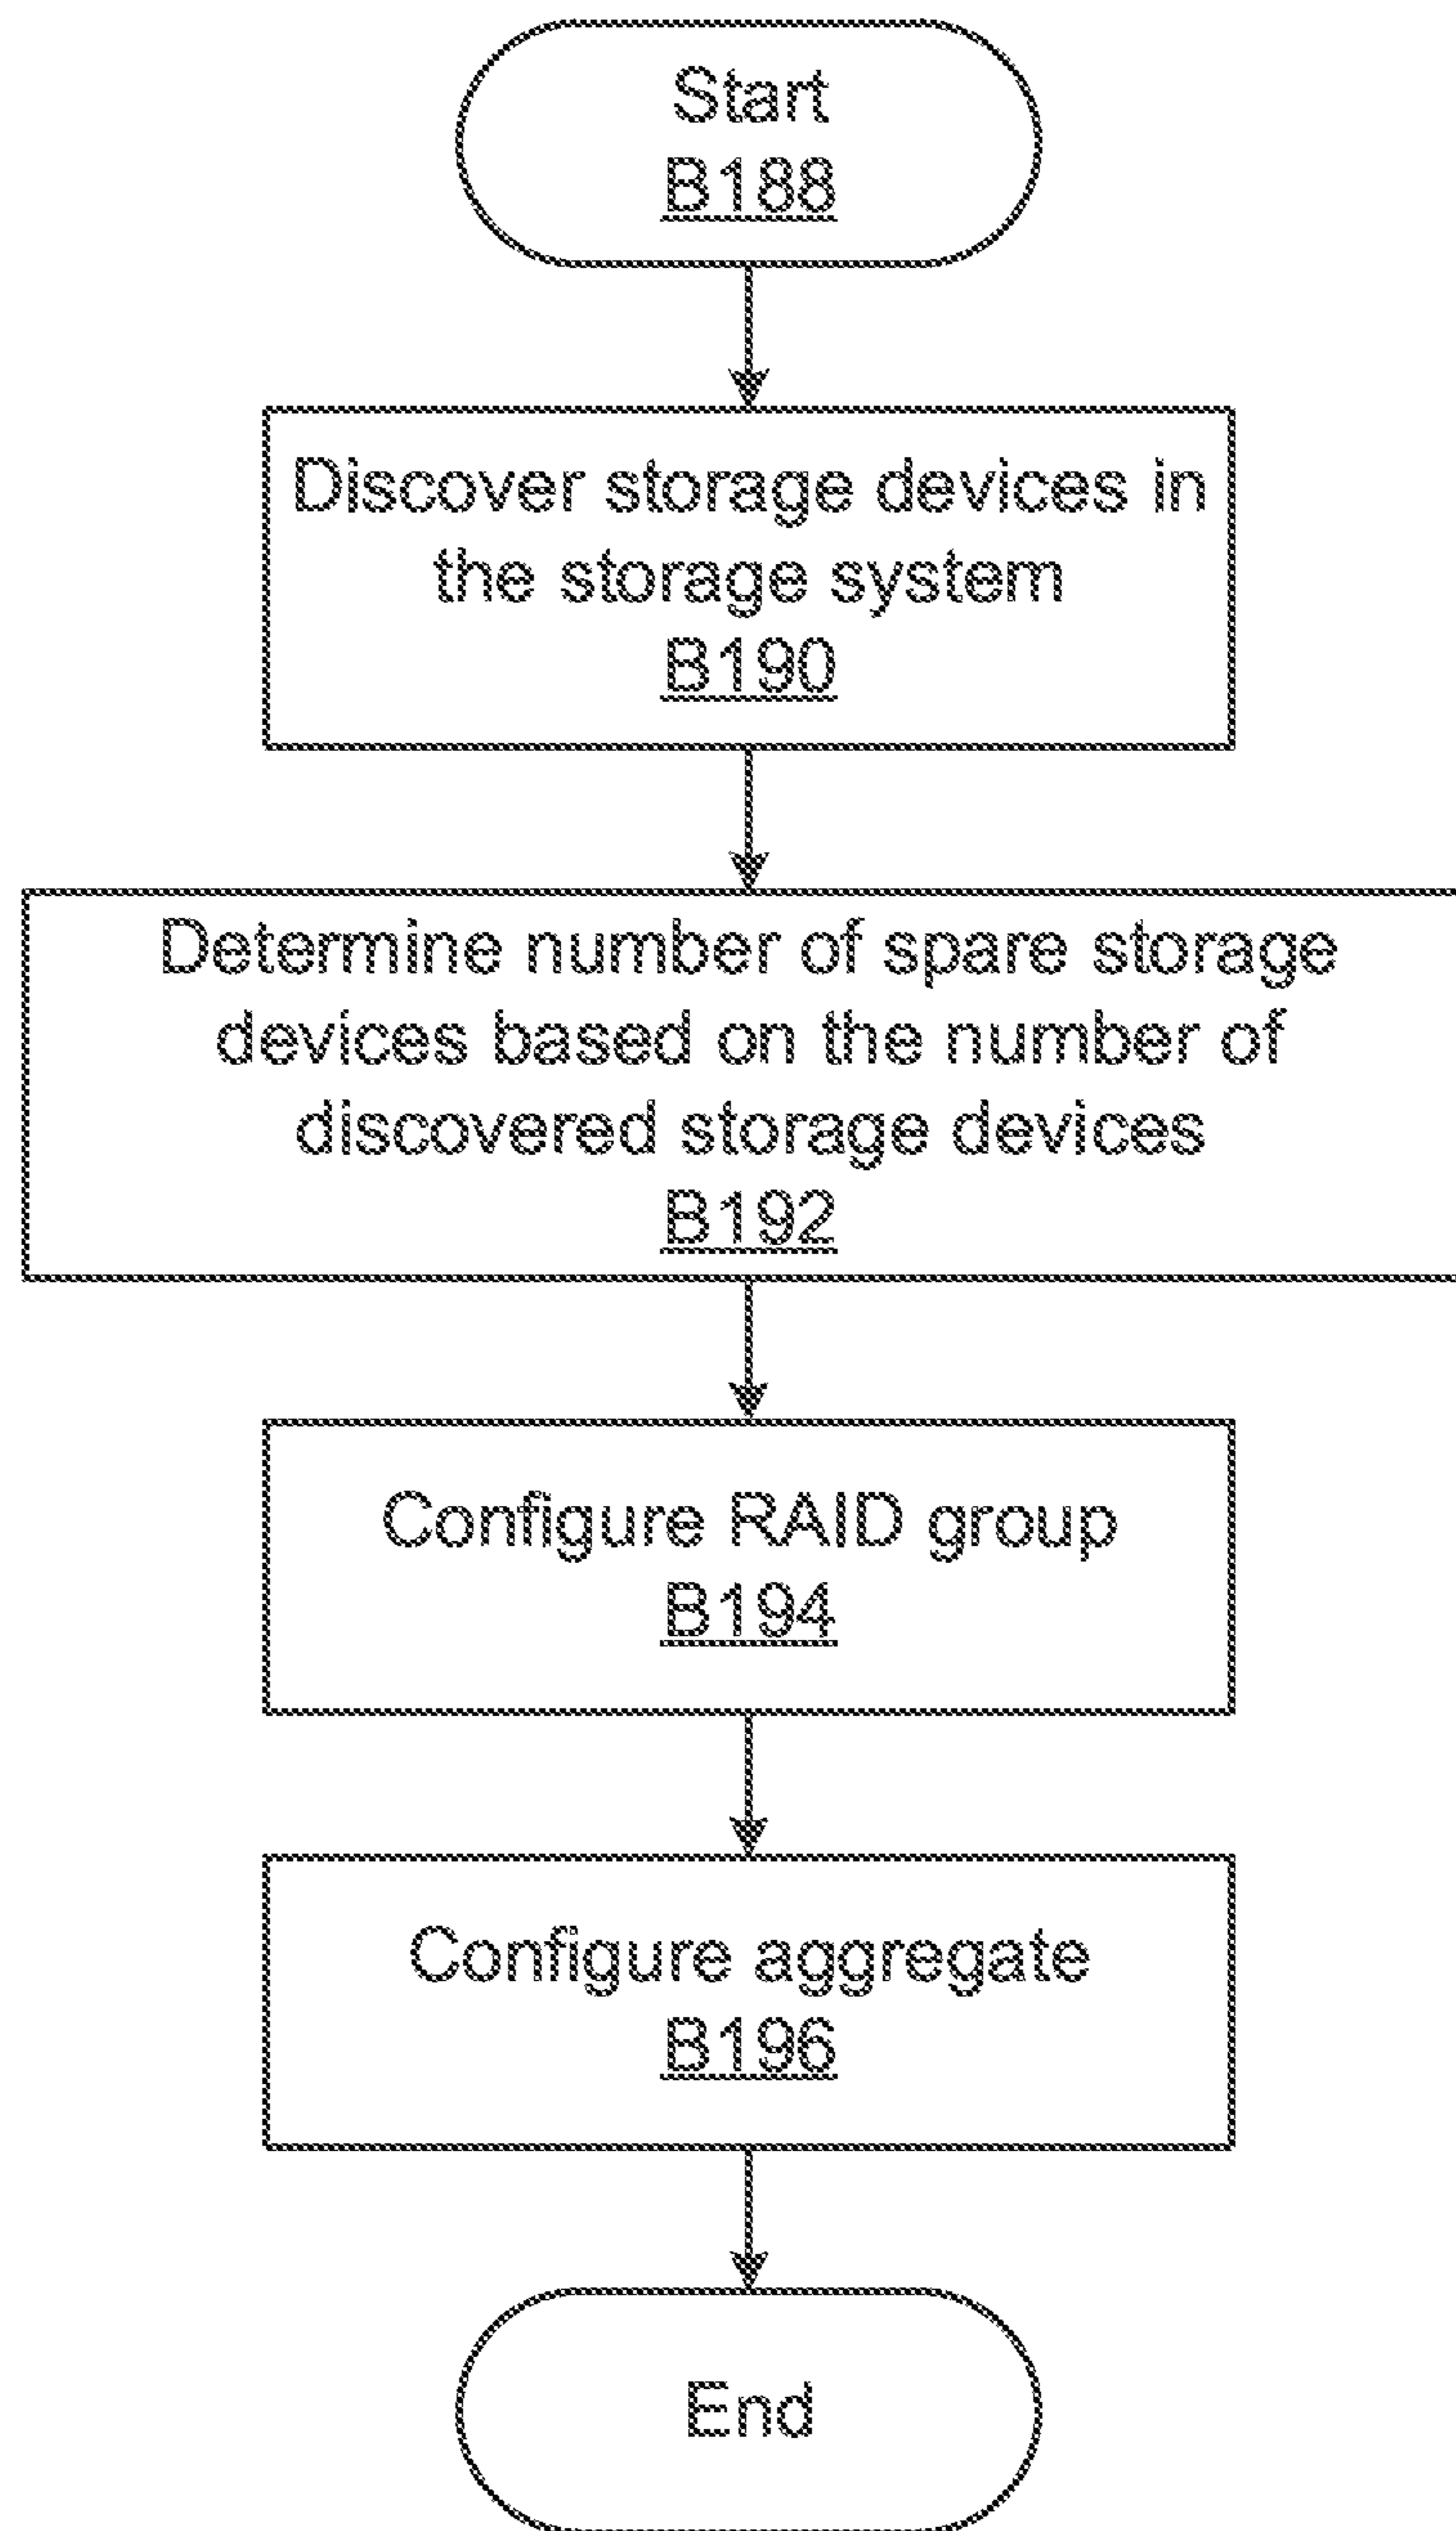 Start
B188
Discover storage devices in
the storage system
B190
Determine number of spare storage
devices based on the number of
discovered storage devices
B192
Configure RAID group
B194
Configure aggregate
B196
End